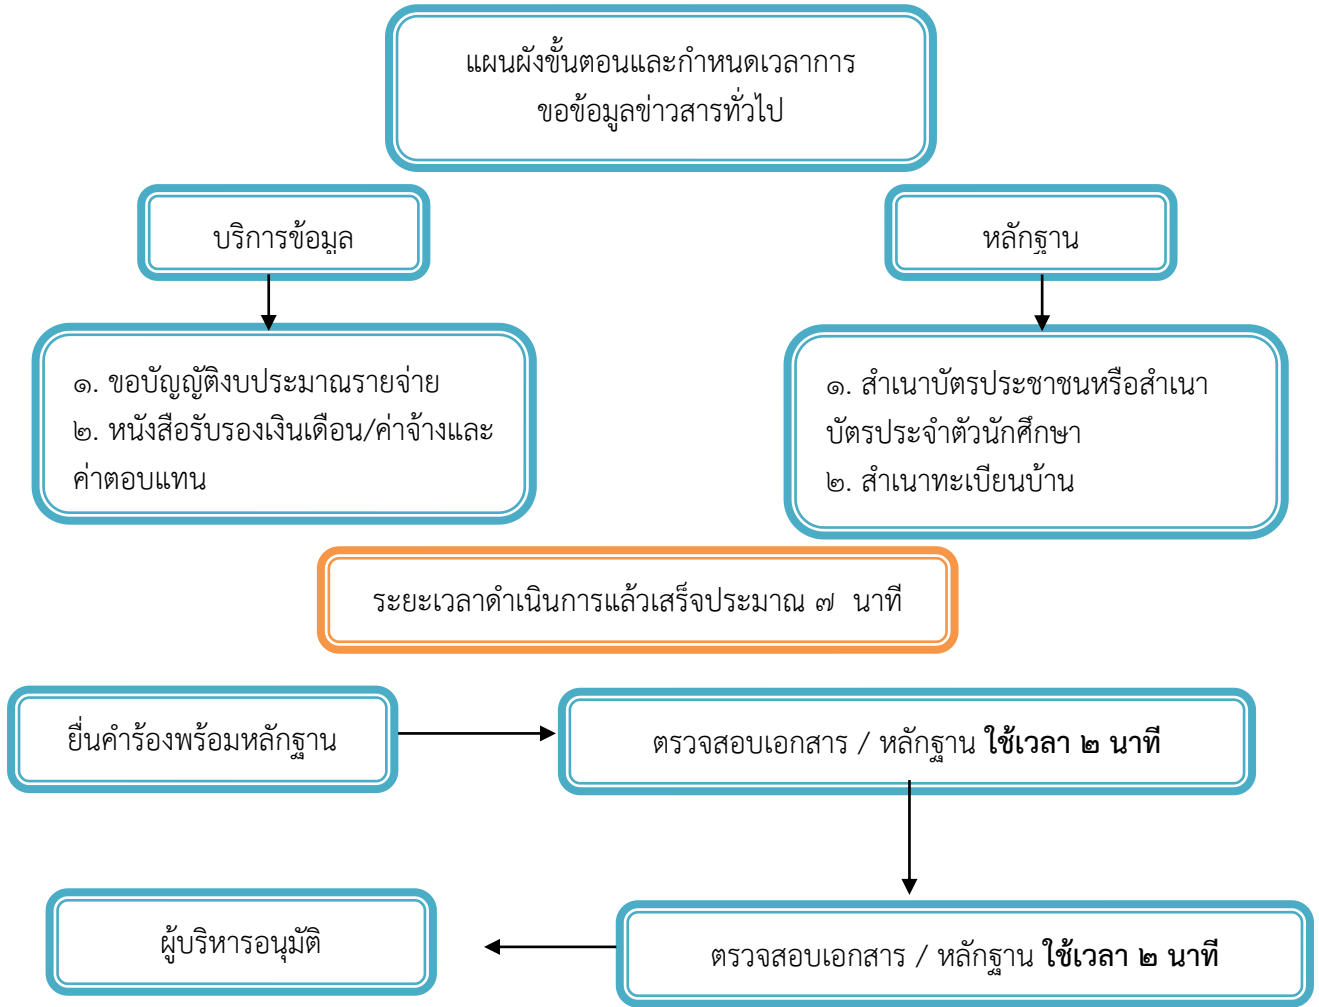 แผนผังขั้นตอนและกำหนดเวลาการ
ขอข้อมูลข่าวสารทั่วไป
บริการข้อมูล
หลักฐาน
๑. ขอบัญญัติงบประมาณรายจ่าย
๒. หนังสือรับรองเงินเดือน/ค่าจ้างและ
ค่าตอบแทน
๑. สำเนาบัตรประชาชนหรือสำเนา
บัตรประจำตัวนักศึกษา
๒. สำเนาทะเบียนบ้าน
ระยะเวลาดำเนินการแล้วเสร็จประมาณ ๗ นาที
ยื่นคำร้องพร้อมหลักฐาน
ตรวจสอบเอกสาร / หลักฐาน ใช้เวลา ๒ นาที
ผู้บริหารอนุมัติ
ตรวจสอบเอกสาร / หลักฐาน ใช้เวลา ๒ นาที